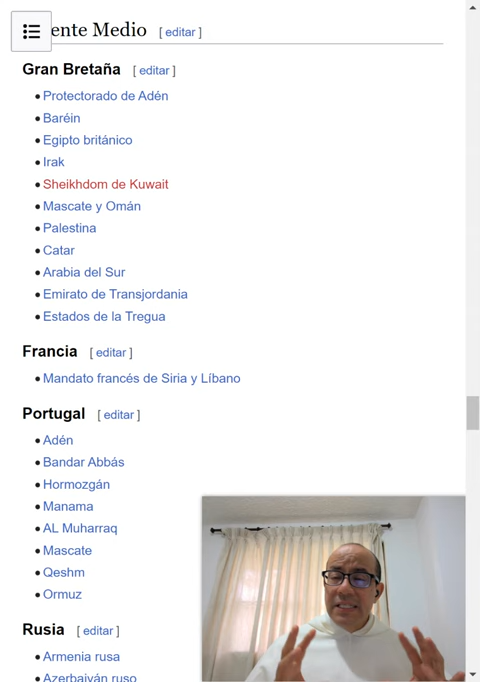 ente Medio [ editar ]
Gran Bretaña [ editar ]
Protectorado de Adén
Baréin
Egipto británico
Irak
Sheikhdom de Kuwait
Mascate y Omán
Palestina
Catar
Arabia del Sur
Emirato de Transjordania
Estados de la Tregua
Francia [ editar ]
Mandato francés de Siria y Líbano
Portugal [ editar ]
Adén
Bandar Abbás
Hormozgán
Manama
AL Muharraq
Mascate
Qeshm
Ormuz
Rusia [ editar ]
Armenia rusa
Azerbaiyán ruso